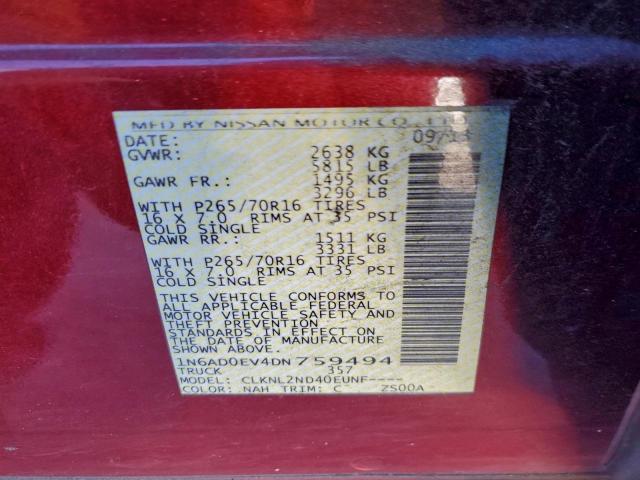 MFD BY NISSAN MOTOR CO., LTD.
DATE: 09/13
GVWR: 2638 KG
5815 LB
GAWR FR.: 1495 KG
3296 LB
WITH P265/70R16 TIRES
16 X 7.0 RIMS AT 35 PSI
COLD SINGLE
GAWR RR.: 1511 KG
3331 LB
WITH P265/70R16 TIRES
16 X 7.0 RIMS AT 35 PSI
COLD SINGLE
THIS VEHICLE CONFORMS TO
ALL APPLICABLE FEDERAL
MOTOR VEHICLE SAFETY AND
THEFT PREVENTION
STANDARDS IN EFFECT ON
THE DATE OF MANUFACTURE
1N6AD0EV4DN759494
TRUCK 357
MODEL: CLKNL2ND40EUNF----
COLOR: NAH TRIM: C ZS00A